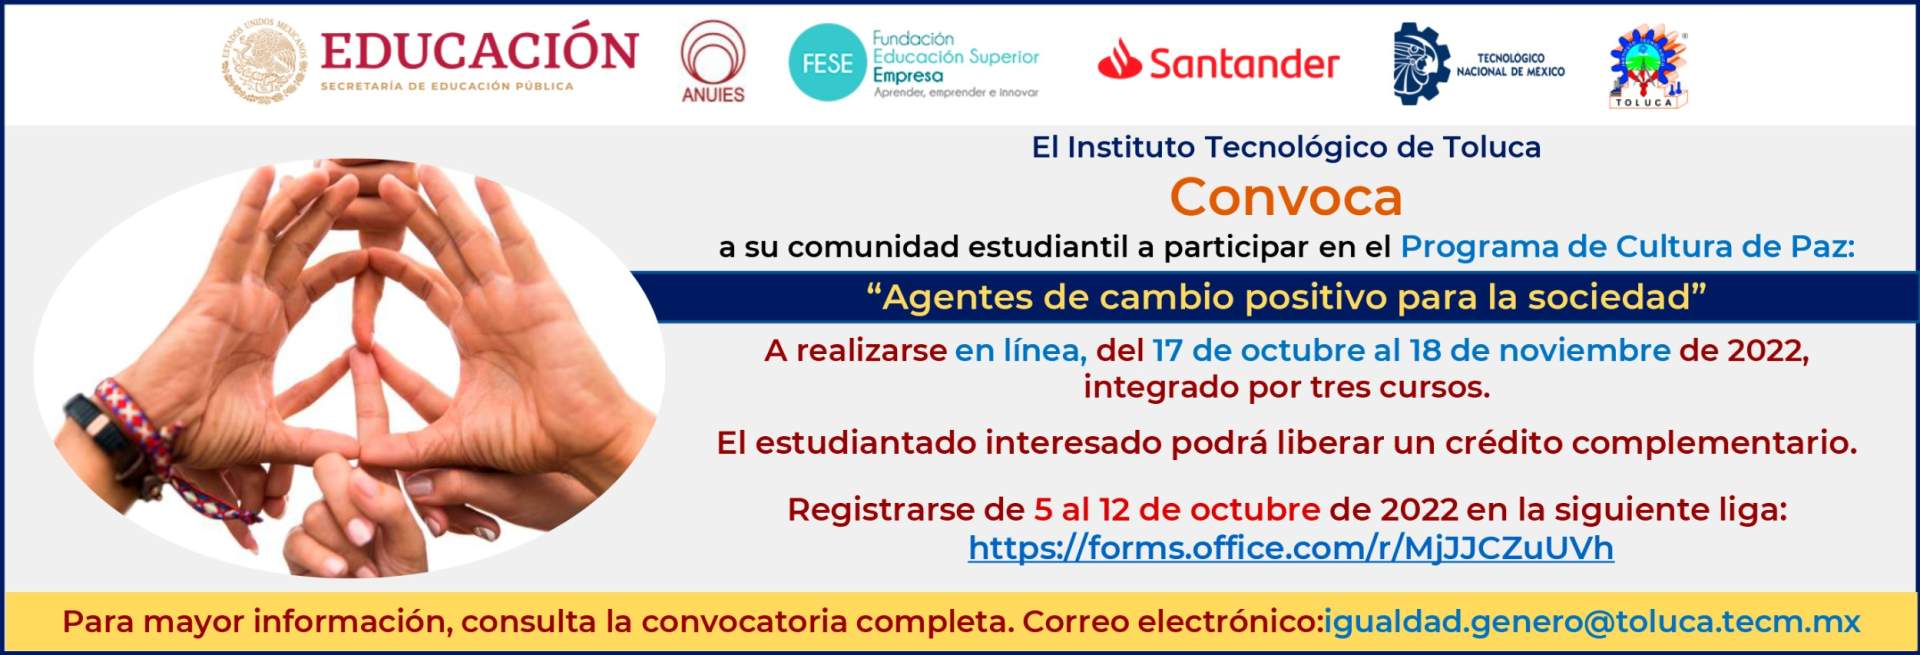 EDUCACIÓN
SECRETARÍA DE EDUCACIÓN PÚBLICA
ESTADOS UNIDOS MEXICANOS
ANUIES
FESE
Fundación
Educación Superior
Empresa
Aprender, emprender e innovar
Santander
TECNOLÓGICO
NACIONAL DE MÉXICO
®
TOLUCA
El Instituto Tecnológico de Toluca
Convoca
a su comunidad estudiantil a participar en el Programa de Cultura de Paz:
“Agentes de cambio positivo para la sociedad”
A realizarse en línea, del 17 de octubre al 18 de noviembre de 2022,
integrado por tres cursos.
El estudiantado interesado podrá liberar un crédito complementario.
Registrarse de 5 al 12 de octubre de 2022 en la siguiente liga:
https://forms.office.com/r/MjJJCZuUVh
Para mayor información, consulta la convocatoria completa. Correo electrónico:igualdad.genero@toluca.tecm.mx